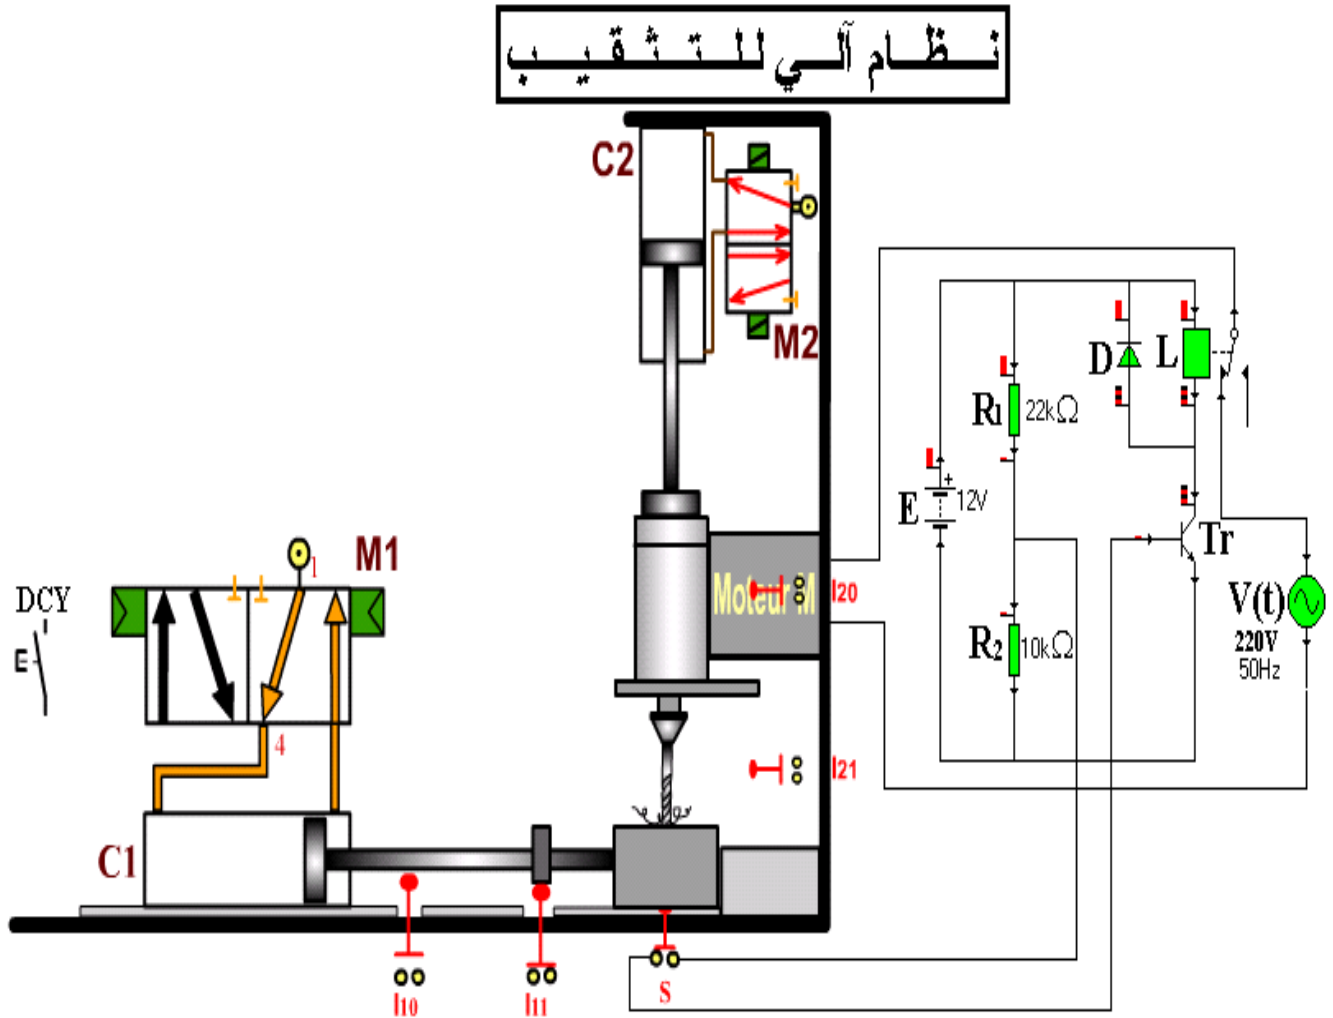 نظام آلي للتثقيب
C2
M2
D
L
R1
22kΩ
E
12V
+
Tr
M1
1
DCY
E
Moteur M
I20
V(t)
220V
50Hz
R2
10kΩ
4
I21
C1
I10
I11
S